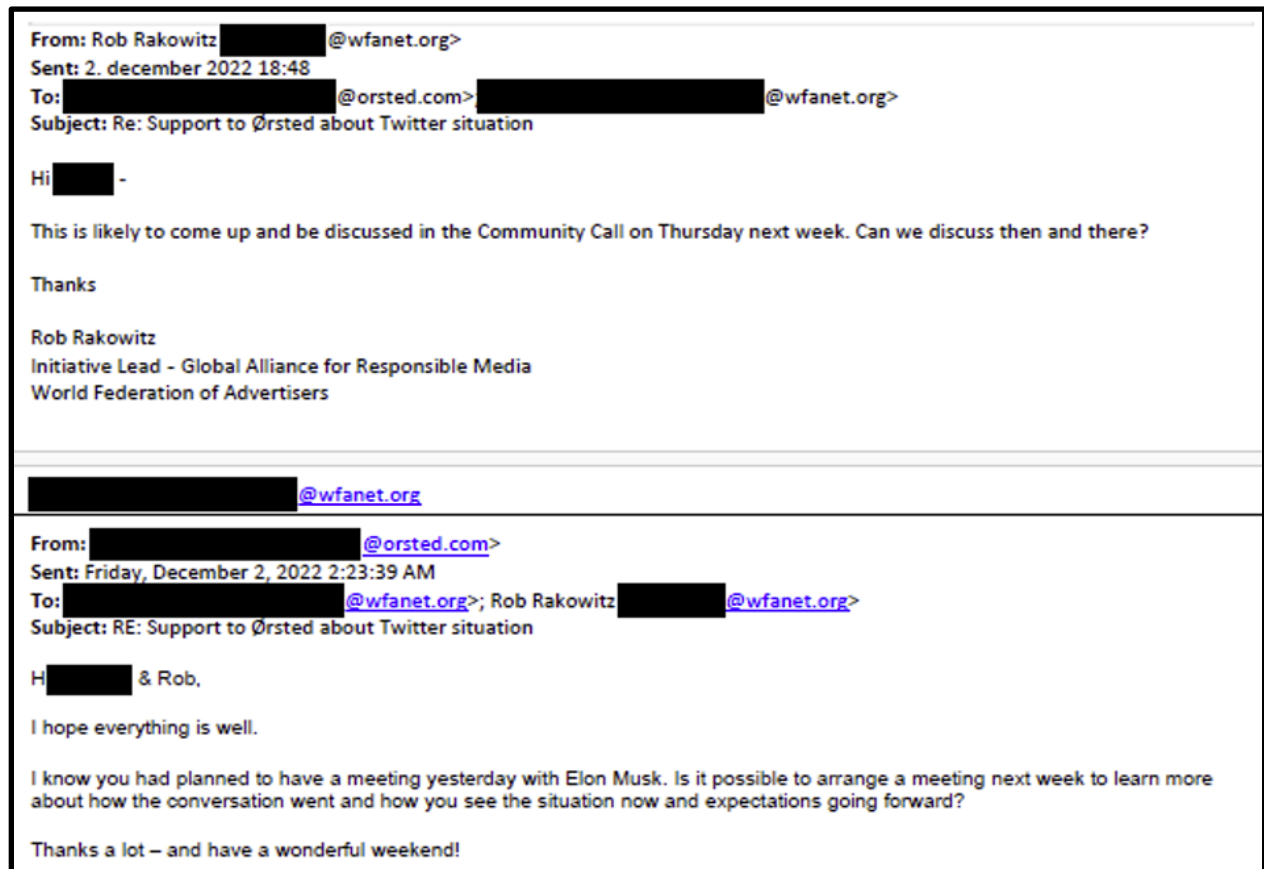 From: Rob Rakowitz @wfanet.org>
Sent: 2. december 2022 18:48
To: @orsted.com>; @wfanet.org>
Subject: Re: Support to Ørsted about Twitter situation
Hi -
This is likely to come up and be discussed in the Community Call on Thursday next week. Can we discuss then and there?
Thanks
Rob Rakowitz
Initiative Lead - Global Alliance for Responsible Media
World Federation of Advertisers
@wfanet.org
From: @orsted.com>
Sent: Friday, December 2, 2022 2:23:39 AM
To: @wfanet.org>; Rob Rakowitz @wfanet.org>
Subject: RE: Support to Ørsted about Twitter situation
H & Rob,
I hope everything is well.
I know you had planned to have a meeting yesterday with Elon Musk. Is it possible to arrange a meeting next week to learn more
about how the conversation went and how you see the situation now and expectations going forward?
Thanks a lot – and have a wonderful weekend!